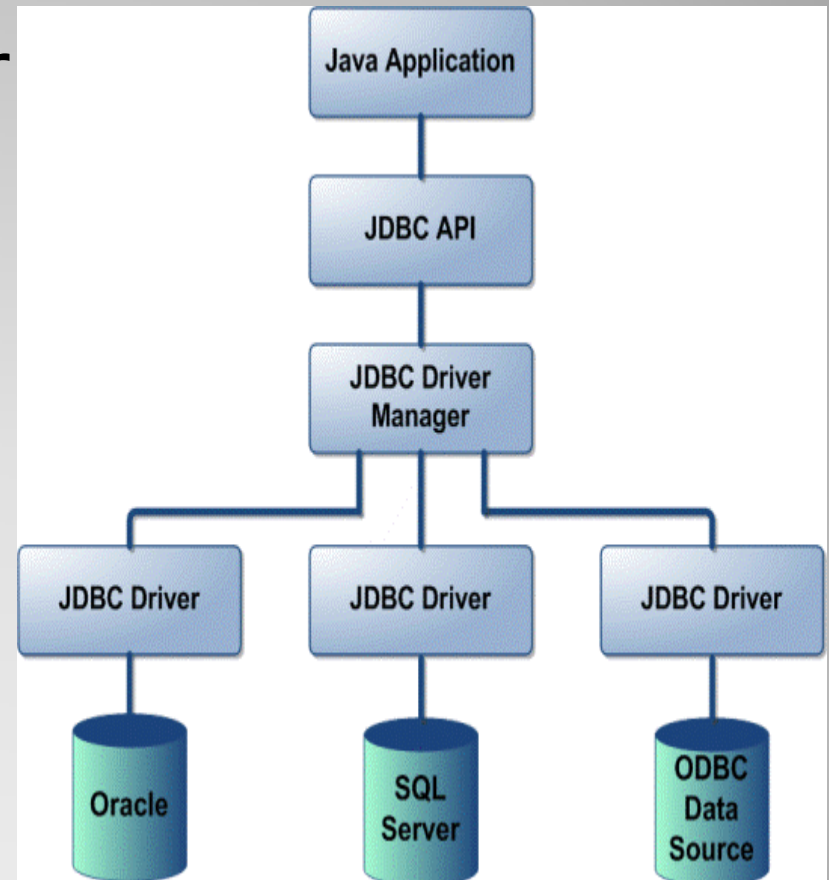 r
Java Application
JDBC API
JDBC Driver
Manager
JDBC Driver
JDBC Driver
JDBC Driver
Oracle
SQL
Server
ODBC
Data
Source